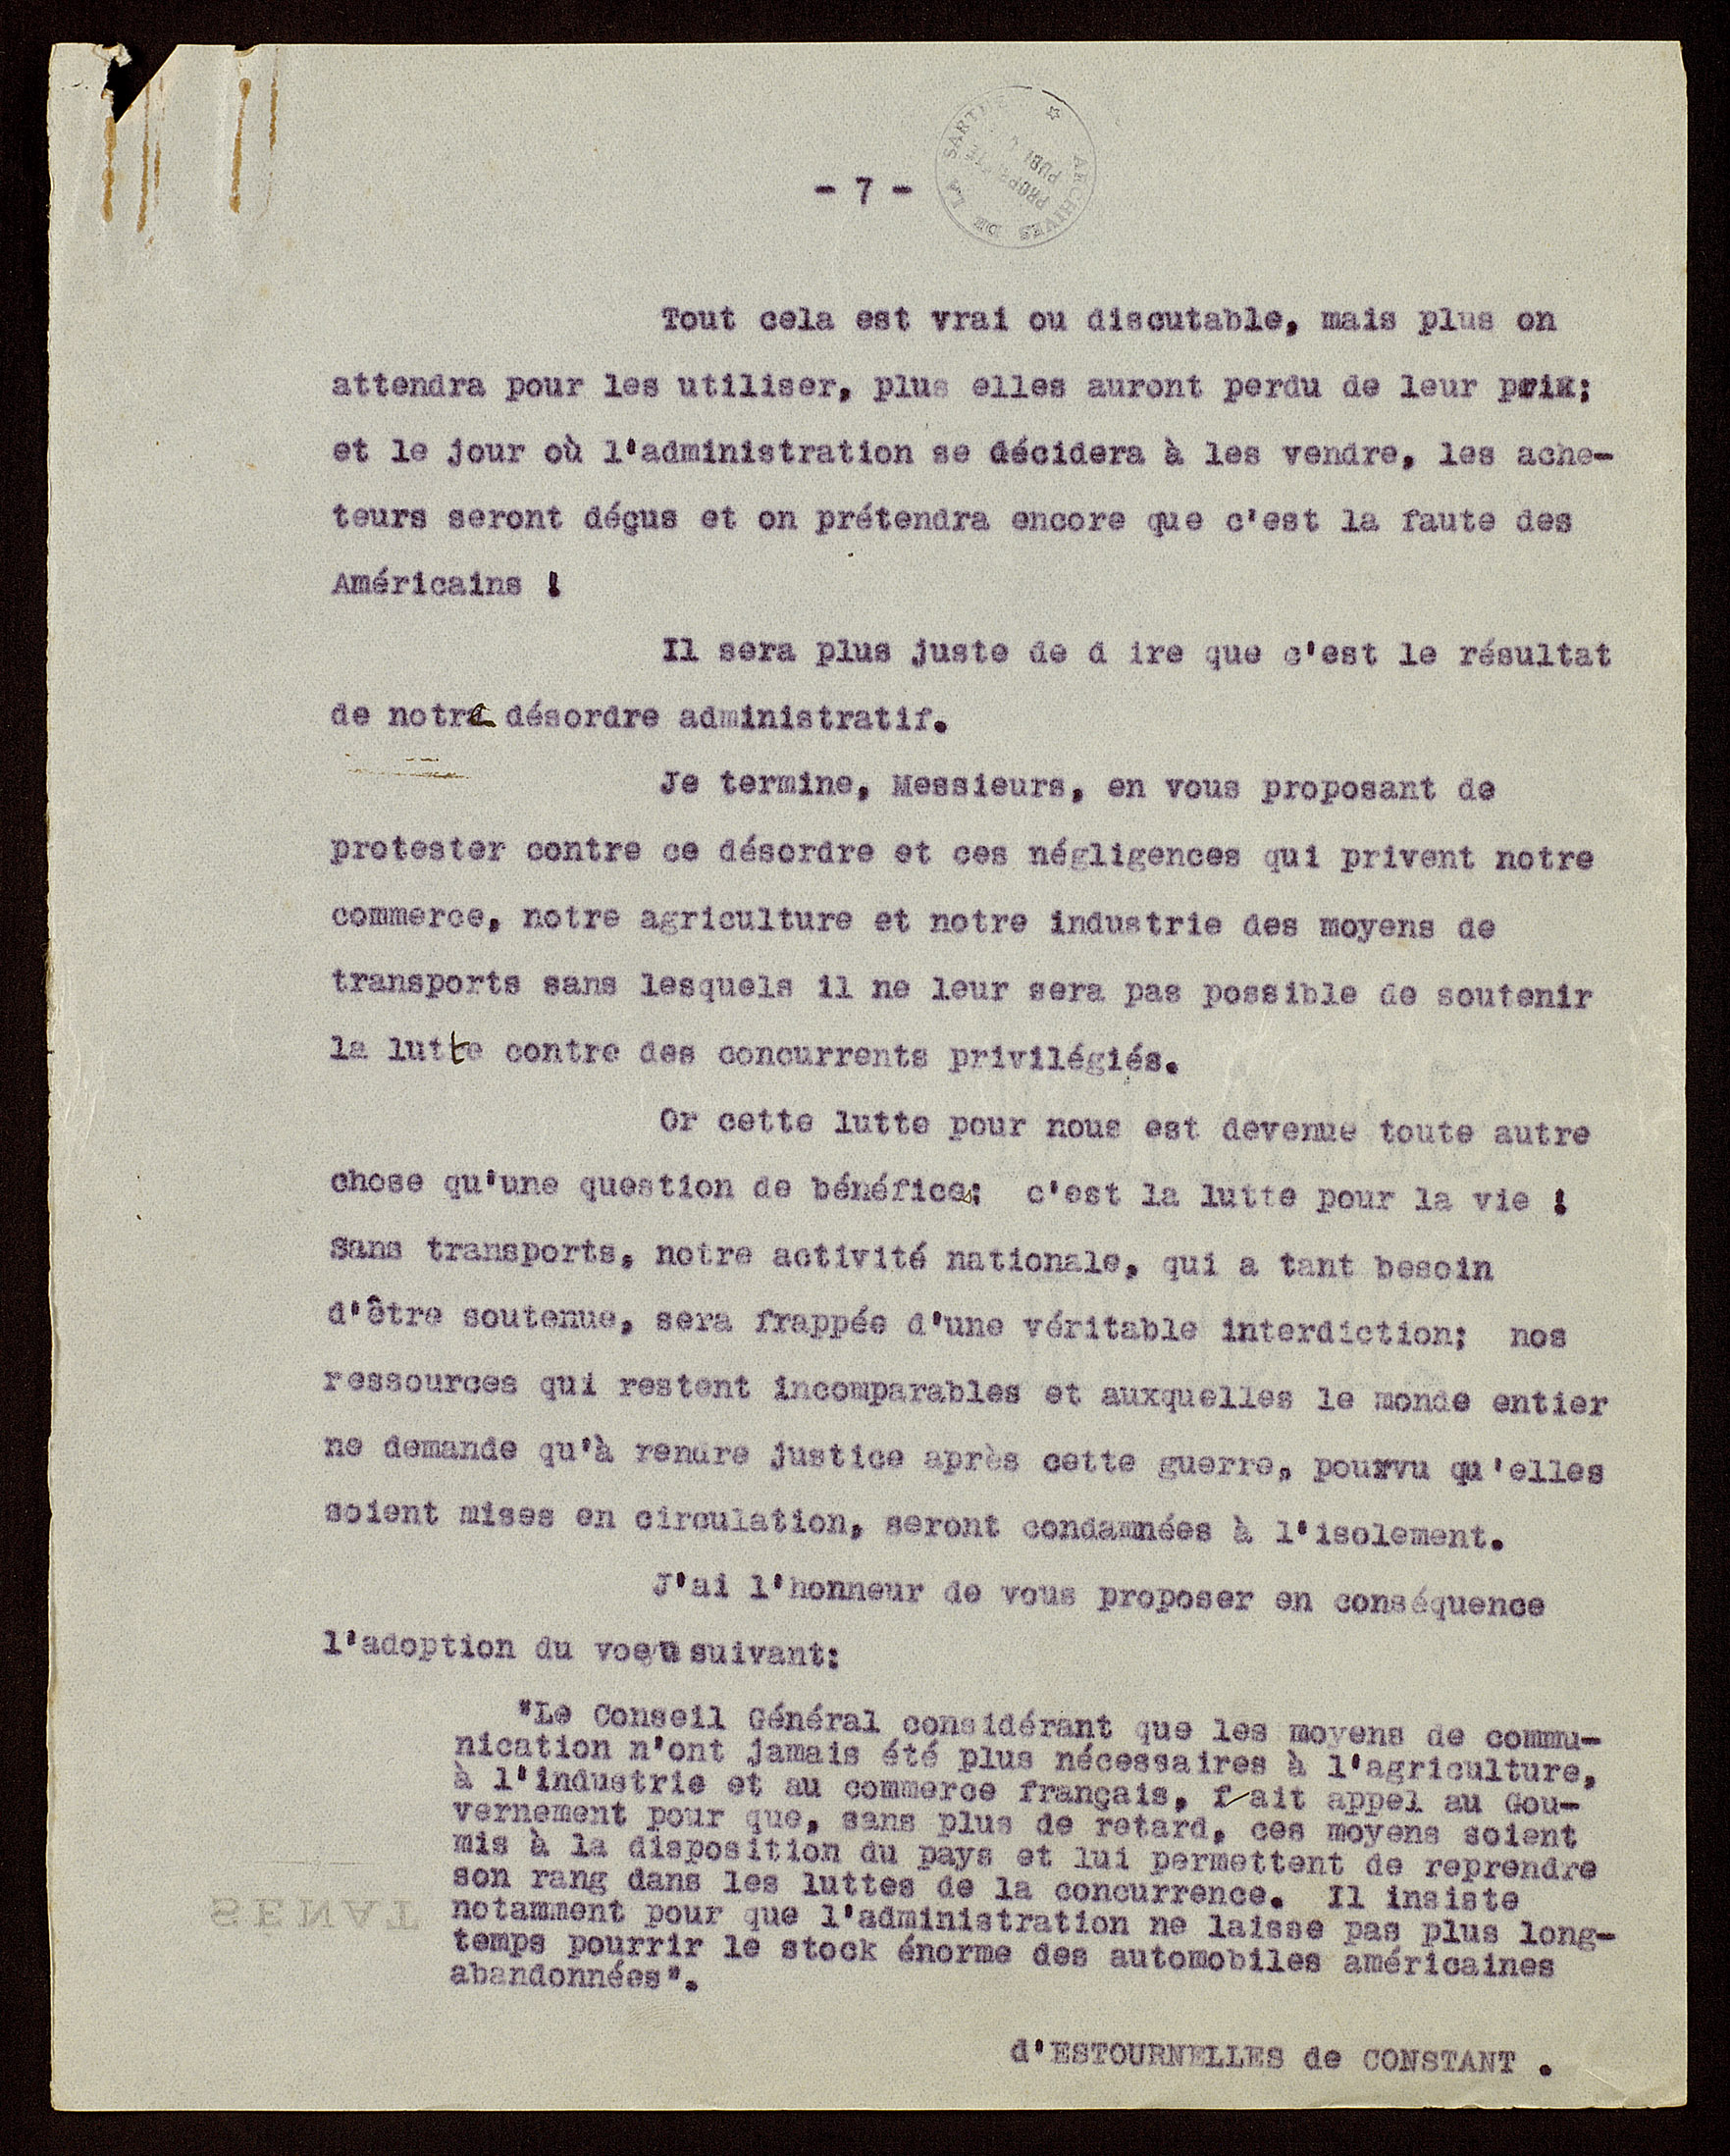 - 7 -
ARCHIVES DE LA SARTHE
Tout cela est vrai ou discutable, mais plus on
attendra pour les utiliser, plus elles auront perdu de leur prix;
et le jour où l'administration se décidera à les vendre, les ache-
teurs seront déçus et on prétendra encore que c'est la faute des
Américains !
Il sera plus juste de d ire que c'est le résultat
de notre désordre administratif.
Je termine, Messieurs, en vous proposant de
protester contre ce désordre et ces négligences qui privent notre
commerce, notre agriculture et notre industrie des moyens de
transports sans lesquels il ne leur sera pas possible de soutenir
la lutte contre des concurrents privilégiés.
Or cette lutte pour nous est devenue toute autre
chose qu'une question de bénéfices: c'est la lutte pour la vie !
Sans transports, notre activité nationale, qui a tant besoin
d'être soutenue, sera frappée d'une véritable interdiction; nos
ressources qui restent incomparables et auxquelles le monde entier
ne demande qu'à rendre justice après cette guerre, pourvu qu'elles
soient mises en circulation, seront condamnées à l'isolement.
J'ai l'honneur de vous proposer en conséquence
l'adoption du voeu suivant:
"Le Conseil Général considérant que les moyens de commu-
nication n'ont jamais été plus nécessaires à l'agriculture,
à l'industrie et au commerce français, fait appel au Gou-
vernement pour que, sans plus de retard, ces moyens soient
mis à la disposition du pays et lui permettent de reprendre
son rang dans les luttes de la concurrence. Il insiste
notamment pour que l'administration ne laisse pas plus long-
temps pourrir le stock énorme des automobiles américaines
abandonnées".
SENAT
d'ESTOURNELLES de CONSTANT .